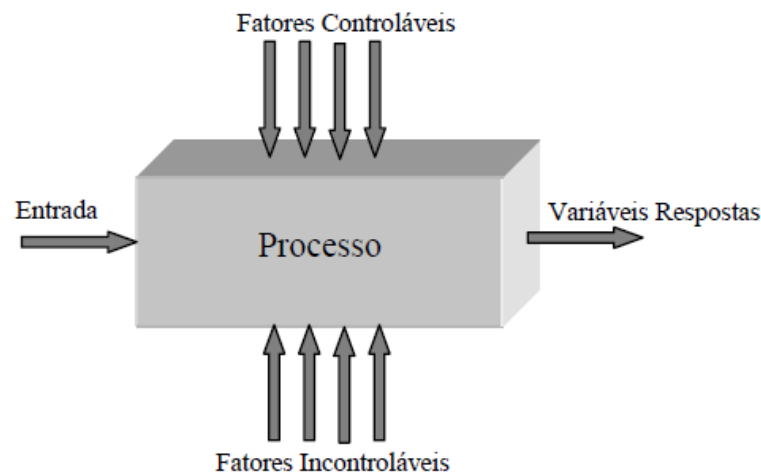 Fatores Controláveis
Entrada
Processo
Variáveis Respostas
Fatores Incontroláveis